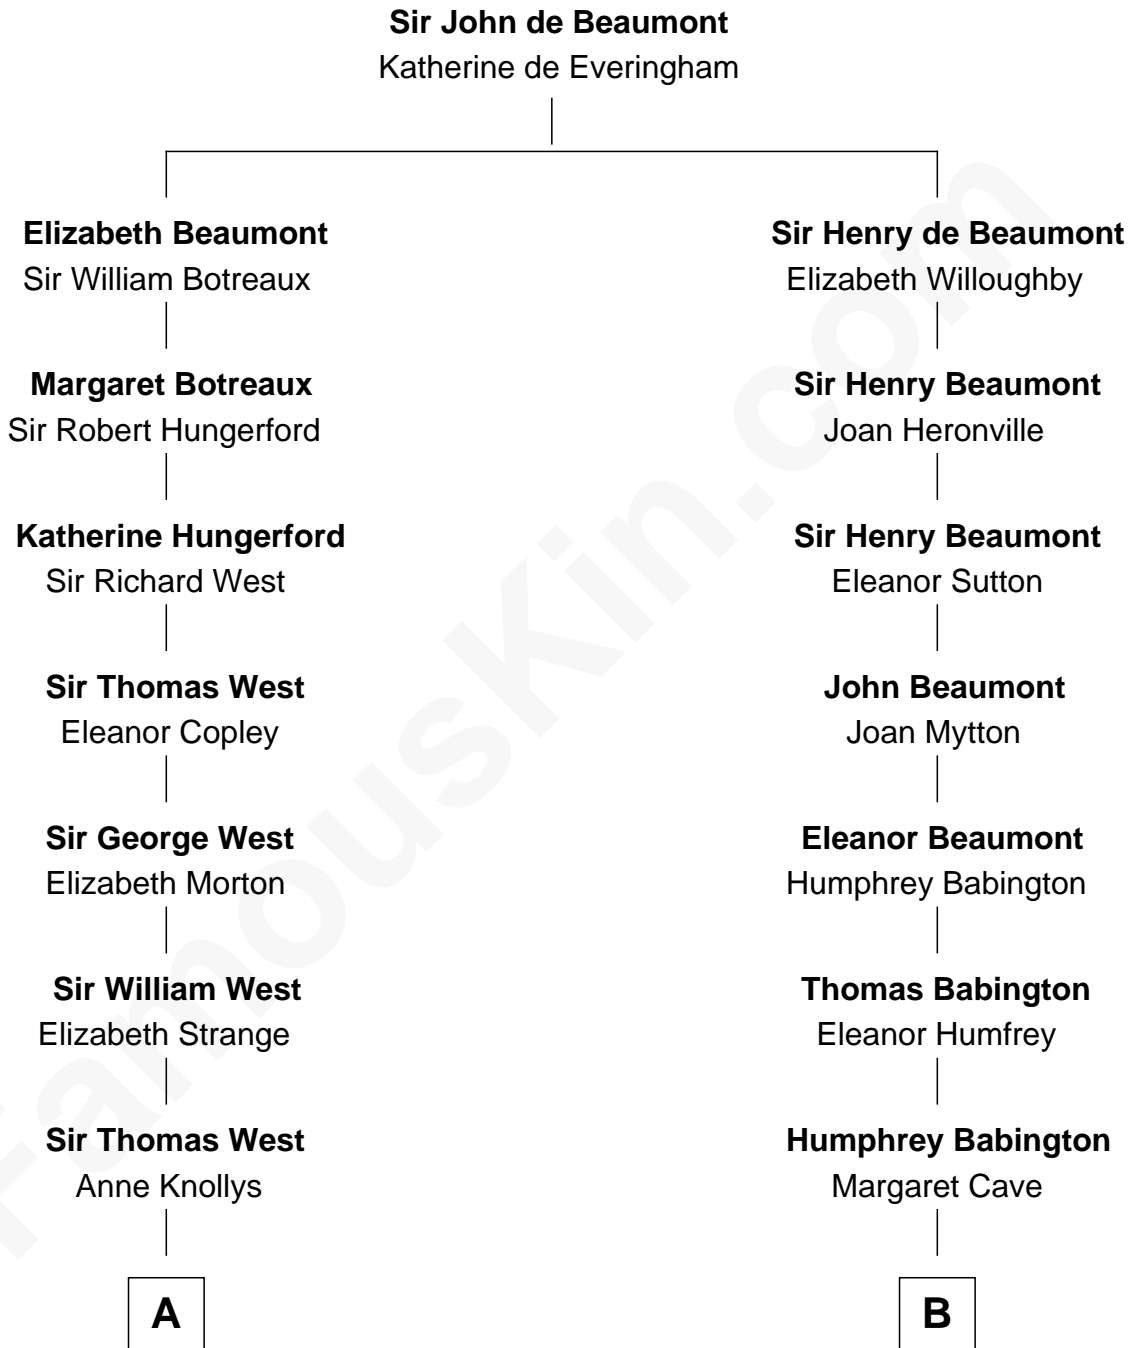 Sir John de Beaumont
Katherine de Everingham
Elizabeth Beaumont
Sir William Botreaux
Margaret Botreaux
Sir Robert Hungerford
Katherine Hungerford
Sir Richard West
Sir Thomas West
Eleanor Copley
Sir George West
Elizabeth Morton
Sir William West
Elizabeth Strange
Sir Thomas West
Anne Knollys
A
Sir Henry de Beaumont
Elizabeth Willoughby
Sir Henry Beaumont
Joan Heronville
Sir Henry Beaumont
Eleanor Sutton
John Beaumont
Joan Mytton
Eleanor Beaumont
Humphrey Babington
Thomas Babington
Eleanor Humfrey
Humphrey Babington
Margaret Cave
B
FamousKin.com